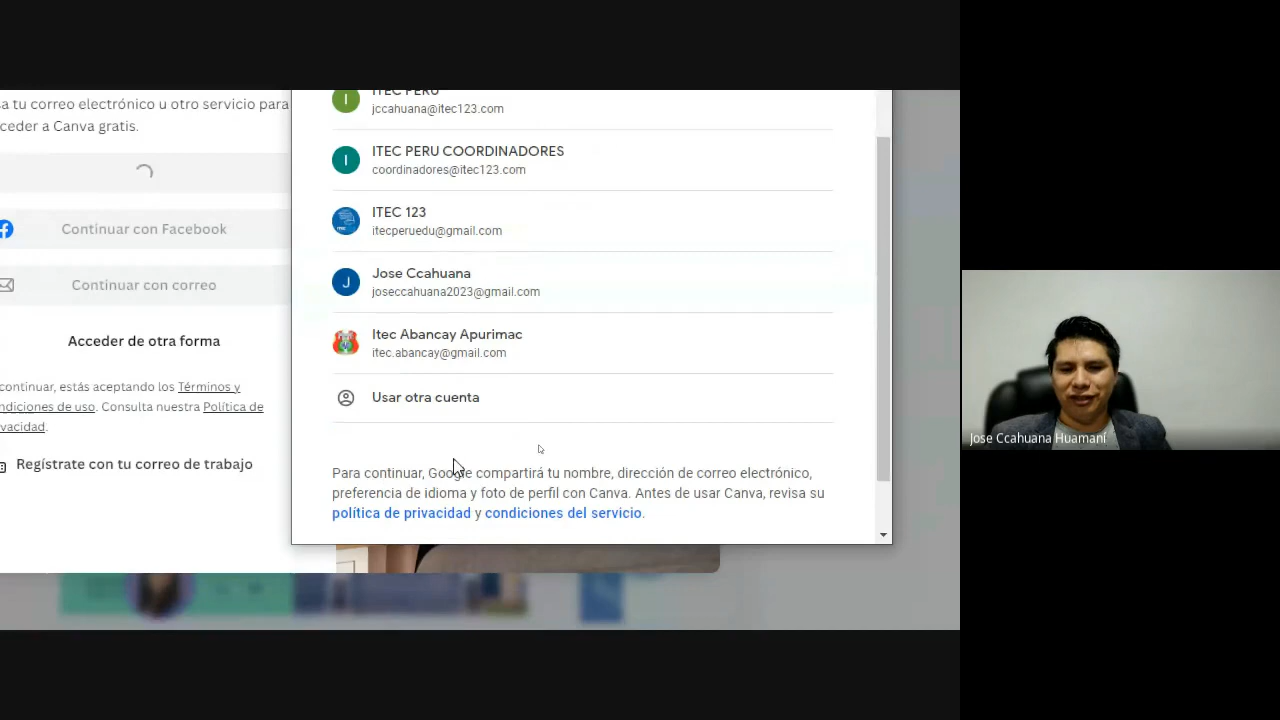 a tu correo electrónico u otro servicio para
ceder a Canva gratis.
Continuar con Facebook
Continuar con correo
Acceder de otra forma
continuar, estás aceptando los Términos y
ndiciones de uso. Consulta nuestra Política de
vacidad.
Regístrate con tu correo de trabajo
I
ITEC PERU
jccahuana@itec123.com
I
ITEC PERU COORDINADORES
coordinadores@itec123.com
ITEC 123
itecperuedu@gmail.com
J
Jose Ccahuana
joseccahuana2023@gmail.com
Itec Abancay Apurimac
itec.abancay@gmail.com
Usar otra cuenta
Para continuar, Google compartirá tu nombre, dirección de correo electrónico,
preferencia de idioma y foto de perfil con Canva. Antes de usar Canva, revisa su
política de privacidad y condiciones del servicio.
Jose Ccahuana Huamani